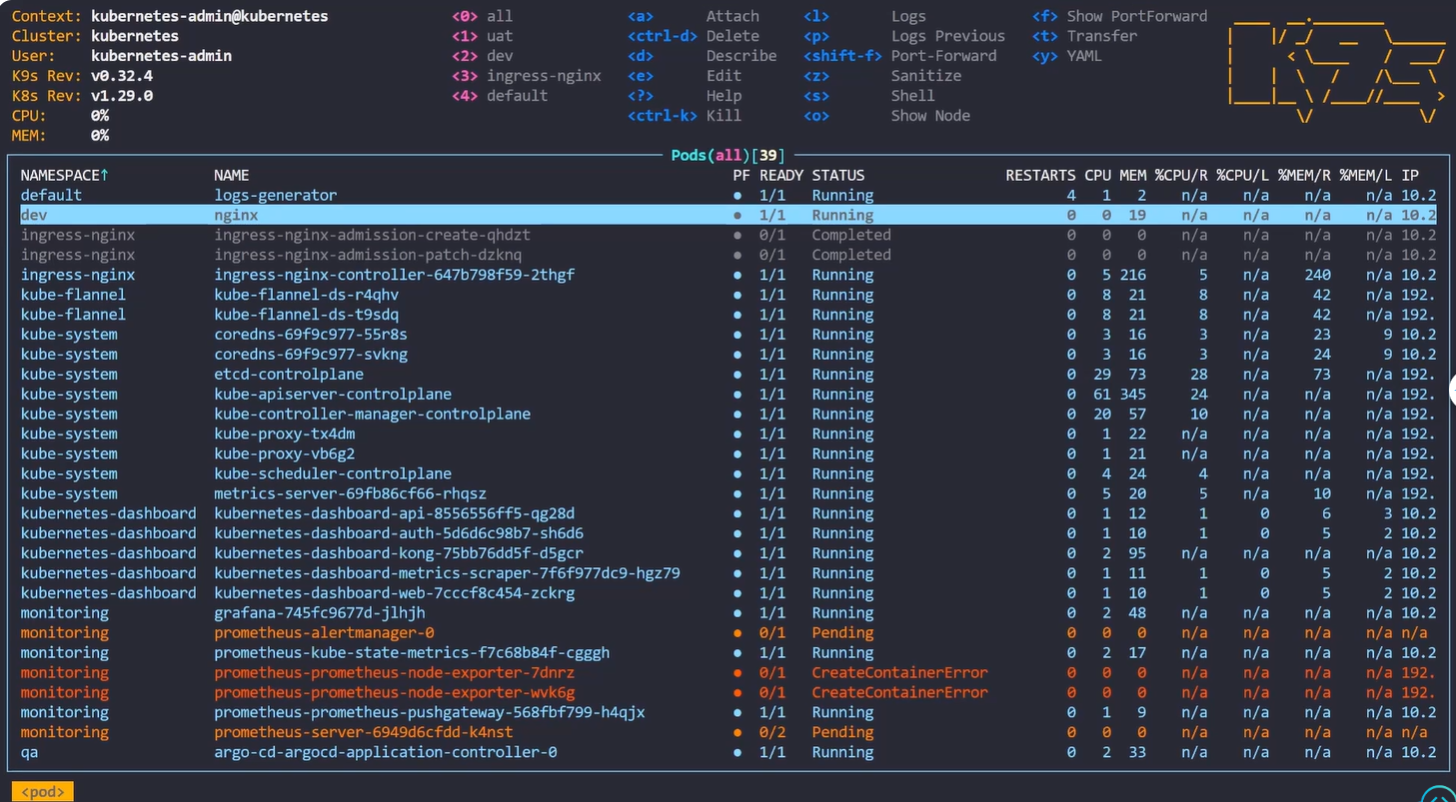 Context: kubernetes-admin@kubernetes <0> all <a> Attach <l> Logs <f> Show PortForward
Cluster: kubernetes <1> uat <ctrl-d> Delete <p> Logs Previous <t> Transfer
User: kubernetes-admin <2> dev <d> Describe <shift-f> Port-Forward <y> YAML
K9s Rev: v0.32.4 <3> ingress-nginx <e> Edit <z> Sanitize
K8s Rev: v1.29.0 <4> default <?> Help <s> Shell
CPU: 0% <ctrl-k> Kill <o> Show Node
MEM: 0%
K9s
Pods(all)[39]
NAMESPACE↑ NAME PF READY STATUS RESTARTS CPU MEM %CPU/R %CPU/L %MEM/R %MEM/L IP
default logs-generator ● 1/1 Running 4 1 2 n/a n/a n/a n/a 10.2
dev nginx ● 1/1 Running 0 0 19 n/a n/a n/a n/a 10.2
ingress-nginx ingress-nginx-admission-create-qhdzt ● 0/1 Completed 0 0 0 n/a n/a n/a n/a 10.2
ingress-nginx ingress-nginx-admission-patch-dzknq ● 0/1 Completed 0 0 0 n/a n/a n/a n/a 10.2
ingress-nginx ingress-nginx-controller-647b798f59-2thgf ● 1/1 Running 0 5 216 5 n/a 240 n/a 10.2
kube-flannel kube-flannel-ds-r4qhv ● 1/1 Running 0 8 21 8 n/a 42 n/a 192.
kube-flannel kube-flannel-ds-t9sdq ● 1/1 Running 0 8 21 8 n/a 42 n/a 192.
kube-system coredns-69f9c977-55r8s ● 1/1 Running 0 3 16 3 n/a 23 9 10.2
kube-system coredns-69f9c977-svkng ● 1/1 Running 0 3 16 3 n/a 24 9 10.2
kube-system etcd-controlplane ● 1/1 Running 0 29 73 28 n/a 73 n/a 192.
kube-system kube-apiserver-controlplane ● 1/1 Running 0 61 345 24 n/a n/a n/a 192.
kube-system kube-controller-manager-controlplane ● 1/1 Running 0 20 57 10 n/a n/a n/a 192.
kube-system kube-proxy-tx4dm ● 1/1 Running 0 1 22 n/a n/a n/a n/a 192.
kube-system kube-proxy-vb6g2 ● 1/1 Running 0 1 21 n/a n/a n/a n/a 192.
kube-system kube-scheduler-controlplane ● 1/1 Running 0 4 24 4 n/a n/a n/a 192.
kube-system metrics-server-69fb86cf66-rhqsz ● 1/1 Running 0 5 20 5 n/a 10 n/a 192.
kubernetes-dashboard kubernetes-dashboard-api-8556556ff5-qg28d ● 1/1 Running 0 1 12 1 0 6 3 10.2
kubernetes-dashboard kubernetes-dashboard-auth-5d6d6c98b7-sh6d6 ● 1/1 Running 0 1 10 1 0 5 2 10.2
kubernetes-dashboard kubernetes-dashboard-kong-75bb76dd5f-d5gcr ● 1/1 Running 0 2 95 n/a n/a n/a n/a 10.2
kubernetes-dashboard kubernetes-dashboard-metrics-scraper-7f6f977dc9-hgz79 ● 1/1 Running 0 1 11 1 0 5 2 10.2
kubernetes-dashboard kubernetes-dashboard-web-7cccf8c454-zckrg ● 1/1 Running 0 1 10 1 0 5 2 10.2
monitoring grafana-745fc9677d-jlhjh ● 1/1 Running 0 2 48 n/a n/a n/a n/a 10.2
monitoring prometheus-alertmanager-0 ● 0/1 Pending 0 0 0 n/a n/a n/a n/a n/a
monitoring prometheus-kube-state-metrics-f7c68b84f-cgggh ● 1/1 Running 0 2 17 n/a n/a n/a n/a 10.2
monitoring prometheus-prometheus-node-exporter-7dnrz ● 0/1 CreateContainerError 0 0 0 n/a n/a n/a n/a 192.
monitoring prometheus-prometheus-node-exporter-wvk6g ● 0/1 CreateContainerError 0 0 0 n/a n/a n/a n/a 192.
monitoring prometheus-prometheus-pushgateway-568fbf799-h4qjx ● 1/1 Running 0 1 9 n/a n/a n/a n/a 10.2
monitoring prometheus-server-6949d6cfdd-k4nst ● 0/2 Pending 0 0 0 n/a n/a n/a n/a n/a
qa argo-cd-argocd-application-controller-0 ● 1/1 Running 0 2 33 n/a n/a n/a n/a 10.2
<pod>